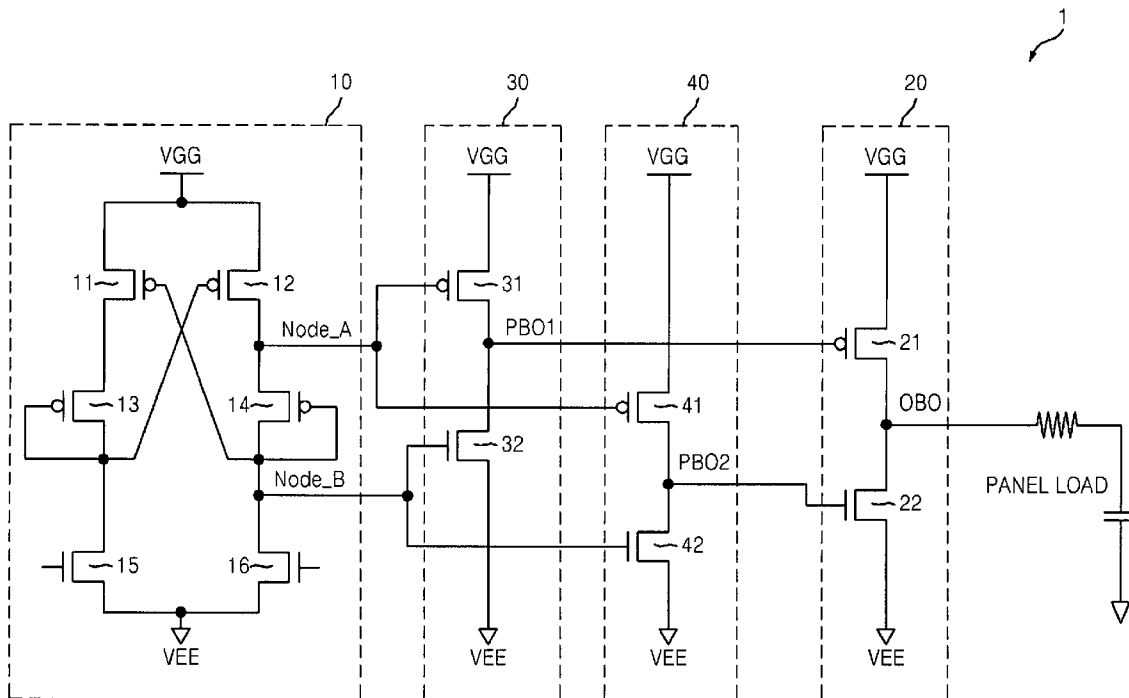 1
10
30
40
20
VGG
VGG
VGG
VGG
11
12
31
Node_A
PBO1
21
13
14
41
OBO
32
Node_B
PBO2
PANEL LOAD
22
42
15
16
VEE
VEE
VEE
VEE